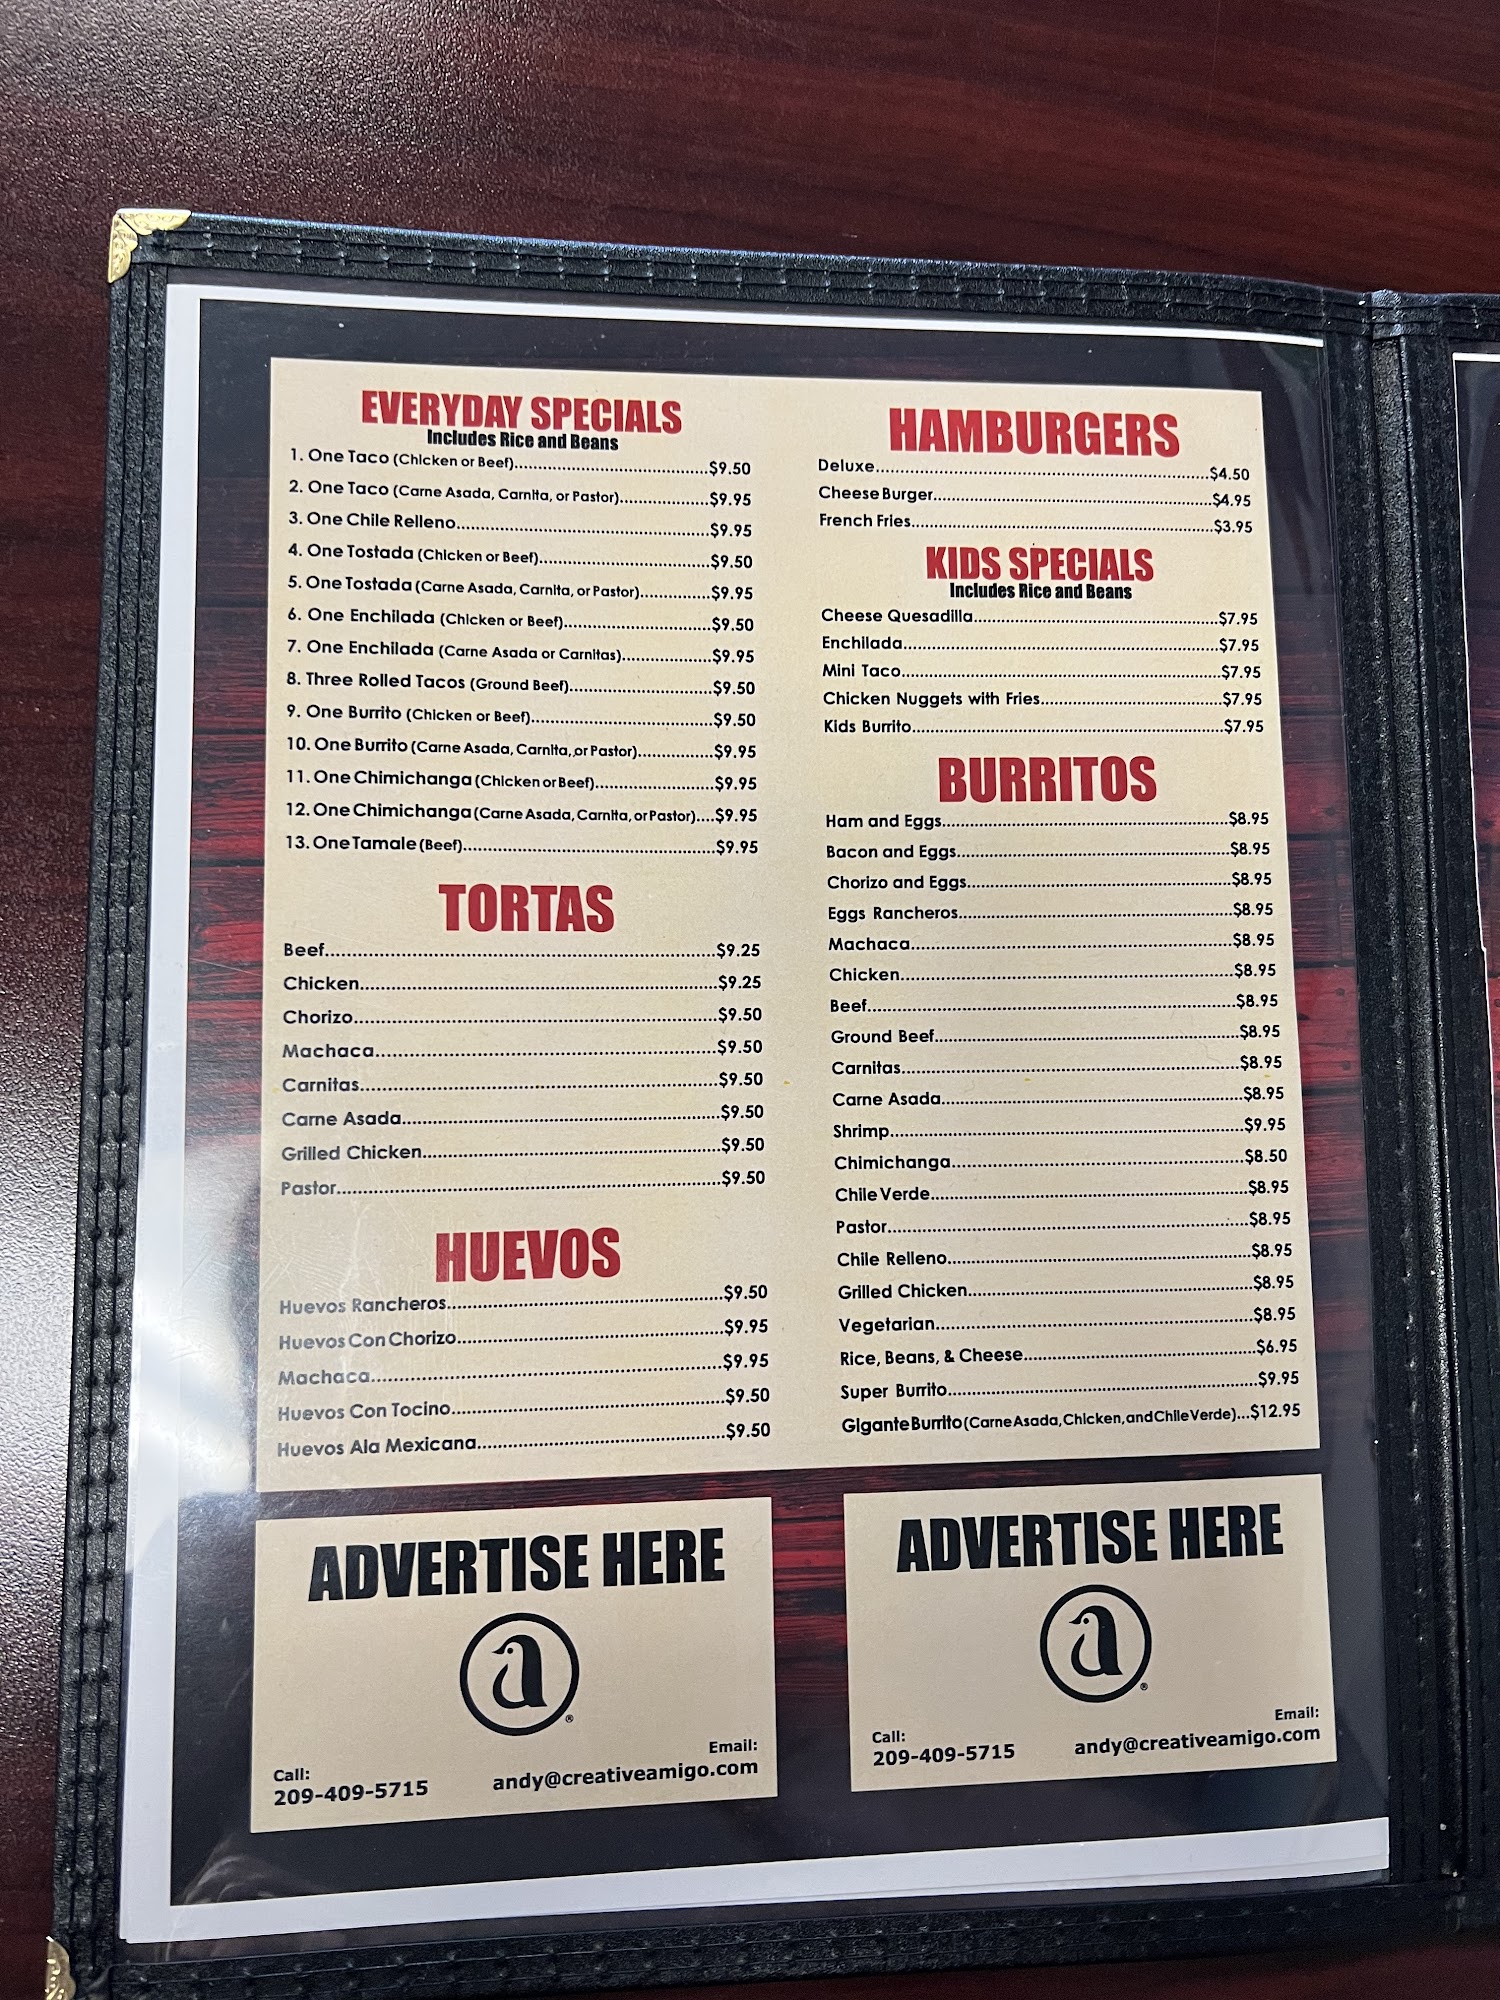 EVERYDAY SPECIALS
Includes Rice and Beans
1. One Taco (Chicken or Beef)...$9.50
2. One Taco (Carne Asada, Carnita, or Pastor)...$9.95
3. One Chile Relleno...$9.95
4. One Tostada (Chicken or Beef)...$9.50
5. One Tostada (Carne Asada, Carnita, or Pastor)...$9.95
6. One Enchilada (Chicken or Beef)...$9.50
7. One Enchilada (Carne Asada or Carnitas)...$9.95
8. Three Rolled Tacos (Ground Beef)...$9.50
9. One Burrito (Chicken or Beef)...$9.50
10. One Burrito (Carne Asada, Carnita, or Pastor)...$9.95
11. One Chimichanga (Chicken or Beef)...$9.95
12. One Chimichanga (Carne Asada, Carnita, or Pastor)....$9.95
13. One Tamale (Beef)...$9.95
TORTAS
Beef...$9.25
Chicken...$9.25
Chorizo...$9.50
Machaca...$9.50
Carnitas...$9.50
Carne Asada...$9.50
Grilled Chicken...$9.50
Pastor...$9.50
HUEVOS
Huevos Rancheros...$9.50
Huevos Con Chorizo...$9.95
Machaca...$9.95
Huevos Con Tocino...$9.50
Huevos Ala Mexicana...$9.50
HAMBURGERS
Deluxe...$4.50
Cheese Burger...$4.95
French Fries...$3.95
KIDS SPECIALS
Includes Rice and Beans
Cheese Quesadilla...$7.95
Enchilada...$7.95
Mini Taco...$7.95
Chicken Nuggets with Fries...$7.95
Kids Burrito...$7.95
BURRITOS
Ham and Eggs...$8.95
Bacon and Eggs...$8.95
Chorizo and Eggs...$8.95
Eggs Rancheros...$8.95
Machaca...$8.95
Chicken...$8.95
Beef...$8.95
Ground Beef...$8.95
Carnitas...$8.95
Carne Asada...$8.95
Shrimp...$9.95
Chimichanga...$8.50
Chile Verde...$8.95
Pastor...$8.95
Chile Relleno...$8.95
Grilled Chicken...$8.95
Vegetarian...$8.95
Rice, Beans, & Cheese...$6.95
Super Burrito...$9.95
Gigante Burrito (Carne Asada, Chicken, and Chile Verde)...$12.95
ADVERTISE HERE
a®
Call:
209-409-5715
Email:
andy@creativeamigo.com
ADVERTISE HERE
a®
Call:
209-409-5715
Email:
andy@creativeamigo.com